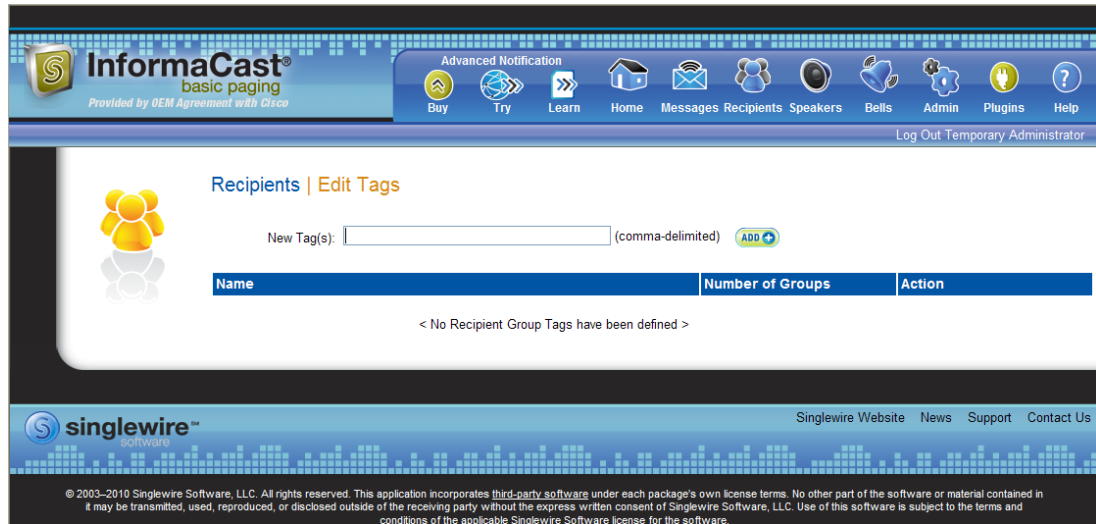 InformaCast®
basic paging
Provided by OEM Agreement with Cisco
Advanced Notification
Buy Try Learn Home Messages Recipients Speakers Bells Admin Plugins Help
Log Out Temporary Administrator
Recipients | Edit Tags
New Tag(s): (comma-delimited) ADD
Name Number of Groups Action
< No Recipient Group Tags have been defined >
singlewire℠
software
Singlewire Website News Support Contact Us
© 2003–2010 Singlewire Software, LLC. All rights reserved. This application incorporates third-party software under each package's own license terms. No other part of the software or material contained in
it may be transmitted, used, reproduced, or disclosed outside of the receiving party without the express written consent of Singlewire Software, LLC. Use of this software is subject to the terms and
conditions of the applicable Singlewire Software license for the software.